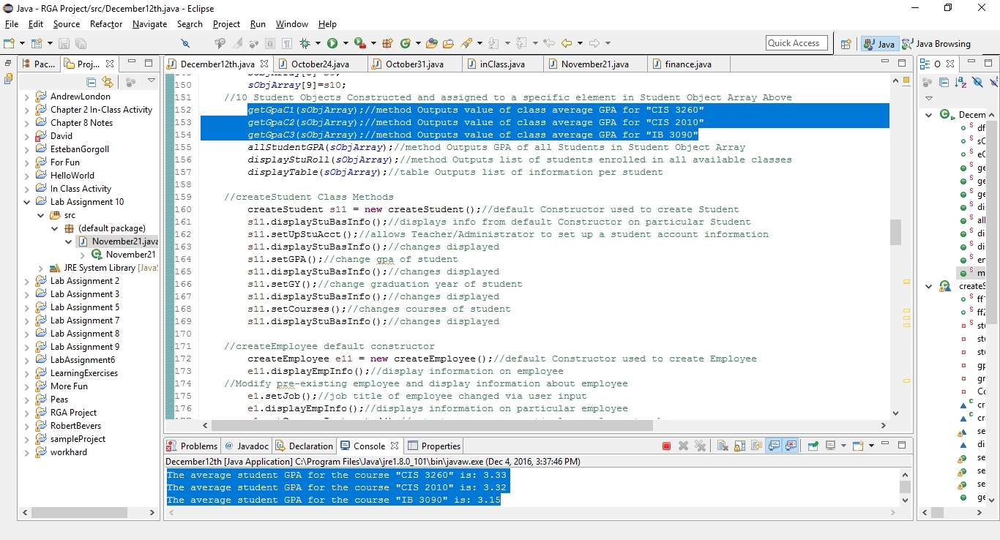 Java - RGA Project/src/December12th.java - Eclipse
File Edit Source Refactor Navigate Search Project Run Window Help
Quick Access
Java
Java Browsing
Pac...
Proj...
December12th.java
October24.java
October31.java
inClass.java
November21.java
finance.java
O
AndrewLondon
Chapter 2 In-Class Activity
Chapter 8 Notes
David
EstebanGorgoll
For Fun
HelloWorld
In Class Activity
Lab Assignment 10
src
(default package)
November21.java
November21
JRE System Library [Java
Lab Assignment 2
Lab Assignment 3
Lab Assignment 5
Lab Assignment 7
Lab Assignment 8
Lab Assignment 9
LabAssignment6
LearningExercises
More Fun
Peas
RGA Project
RobertBevers
sampleProject
workhard
150 sObjArray[9]=s10;
151 //10 Student Objects Constructed and assigned to a specific element in Student Object Array Above
152 getGpaC1(sObjArray);//method Outputs value of class average GPA for "CIS 3260"
153 getGpaC2(sObjArray);//method Outputs value of class average GPA for "CIS 2010"
154 getGpaC3(sObjArray);//method Outputs value of class average GPA for "IB 3090"
155 allStudentGPA(sObjArray);//method Outputs GPA of all Students in Student Object Array
156 displayStuRoll(sObjArray);//method Outputs list of students enrolled in all available classes
157 displayTable(sObjArray);//table Outputs list of information per student
158
159 //createStudent Class Methods
160 createStudent s11 = new createStudent();//default Constructor used to create Student
161 s11.displayStuBasInfo();//displays info from default Constructor on particular Student
162 s11.setUpStuAcct();//allows Teacher/Administrator to set up a student account information
163 s11.displayStuBasInfo();//changes displayed
164 s11.setGPA();//change gpa of student
165 s11.displayStuBasInfo();//changes displayed
166 s11.setGY();//change graduation year of student
167 s11.displayStuBasInfo();//changes displayed
168 s11.setCourses();//changes courses of student
169 s11.displayStuBasInfo();//changes displayed
170
171 //createEmployee default constructor
172 createEmployee e11 = new createEmployee();//default Constructor used to create Employee
173 e11.displayEmpInfo();//display information on employee
174 //Modify pre-existing employee and display information about employee
175 e1.setJob();//job title of employee changed via user input
176 e1.displayEmpInfo();//displays information on particular employee
Decem
df
sO
eC
ge
ge
ge
di
all
di
di
en
m
createS
ff1
ff2
stu
stu
stu
gp
gr
Co
cr
cr
se
di
se
se
se
ge
Problems
Javadoc
Declaration
Console
Properties
December12th [Java Application] C:\Program Files\Java\jre1.8.0_101\bin\javaw.exe (Dec 4, 2016, 3:37:46 PM)
The average student GPA for the course "CIS 3260" is: 3.33
The average student GPA for the course "CIS 2010" is: 3.32
The average student GPA for the course "IB 3090" is: 3.15